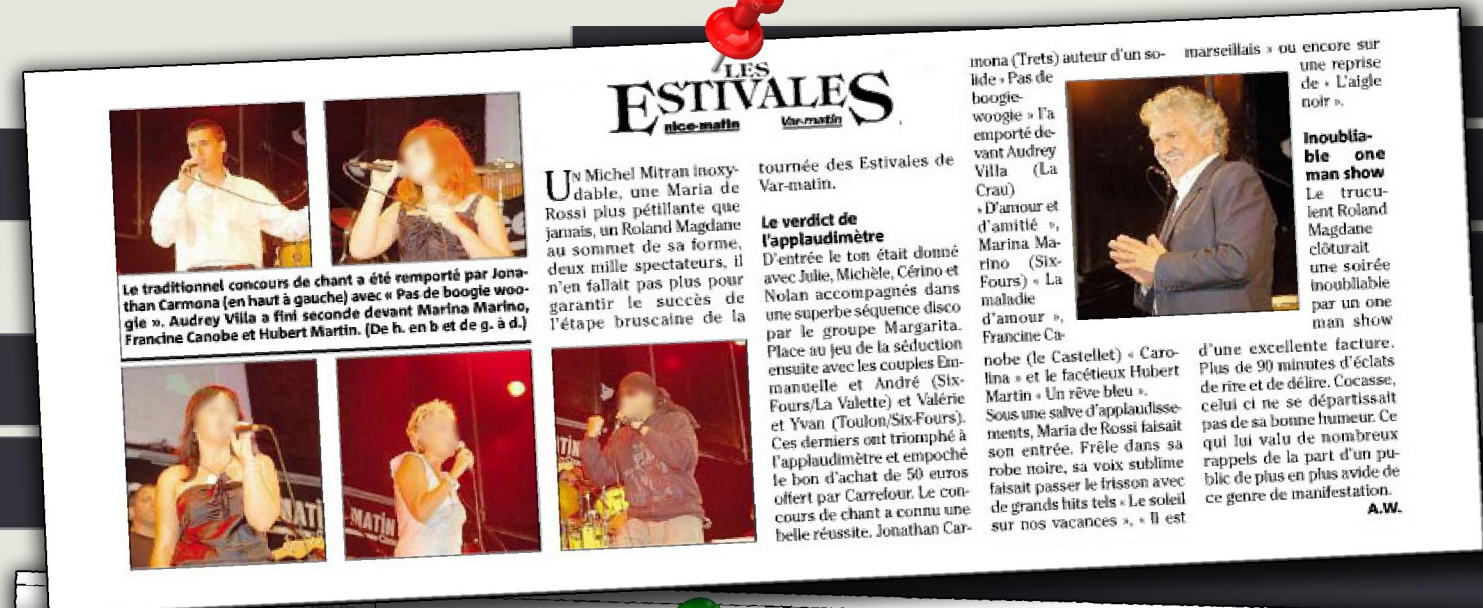 LES
ESTIVALES
nice-matin Var-matin
Le traditionnel concours de chant a été remporté par Jona-
than Carmona (en haut à gauche) avec « Pas de boogie woo-
gie ». Audrey Villa a fini seconde devant Marina Marino,
Francine Canobe et Hubert Martin. (De h. en b et de g. à d.)
UN Michel Mitran inoxy-
dable, une Maria de
Rossi plus pétillante que
jamais, un Roland Magdane
au sommet de sa forme,
deux mille spectateurs, il
n'en fallait pas plus pour
garantir le succès de
l'étape bruscaine de la
tournée des Estivales de
Var-matin.
Le verdict de
l'applaudimètre
D'entrée le ton était donné
avec Julie, Michèle, Cérino et
Nolan accompagnés dans
une superbe séquence disco
par le groupe Margarita.
Place au jeu de la séduction
ensuite avec les couples Em-
manuelle et André (Six-
Fours/La Valette) et Valérie
et Yvan (Toulon/Six-Fours).
Ces derniers ont triomphé à
l'applaudimètre et empoché
le bon d'achat de 50 euros
offert par Carrefour. Le con-
cours de chant a connu une
belle réussite. Jonathan Car-
mona (Trets) auteur d'un so-
lide « Pas de
boogie-
woogie » l'a
emporté de-
vant Audrey
Villa (La
Crau)
« D'amour et
d'amitié »,
Marina Ma-
rino (Six-
Fours) « La
maladie
d'amour »,
Francine Ca-
nobe (le Castellet) « Caro-
lina » et le facétieux Hubert
Martin « Un rêve bleu ».
Sous une salve d'applaudisse-
ments, Maria de Rossi faisait
son entrée. Frêle dans sa
robe noire, sa voix sublime
faisait passer le frisson avec
de grands hits tels « Le soleil
sur nos vacances », « Il est
marseillais » ou encore sur
une reprise
de « L'aigle
noir ».
Inoublia-
ble one
man show
Le trucu-
lent Roland
Magdane
clôturait
une soirée
inoubliable
par un one
man show
d'une excellente facture.
Plus de 90 minutes d'éclats
de rire et de délire. Cocasse,
celui ci ne se départissait
pas de sa bonne humeur. Ce
qui lui valu de nombreux
rappels de la part d'un pu-
blic de plus en plus avide de
ce genre de manifestation.
A.W.
MATIN
MATIN